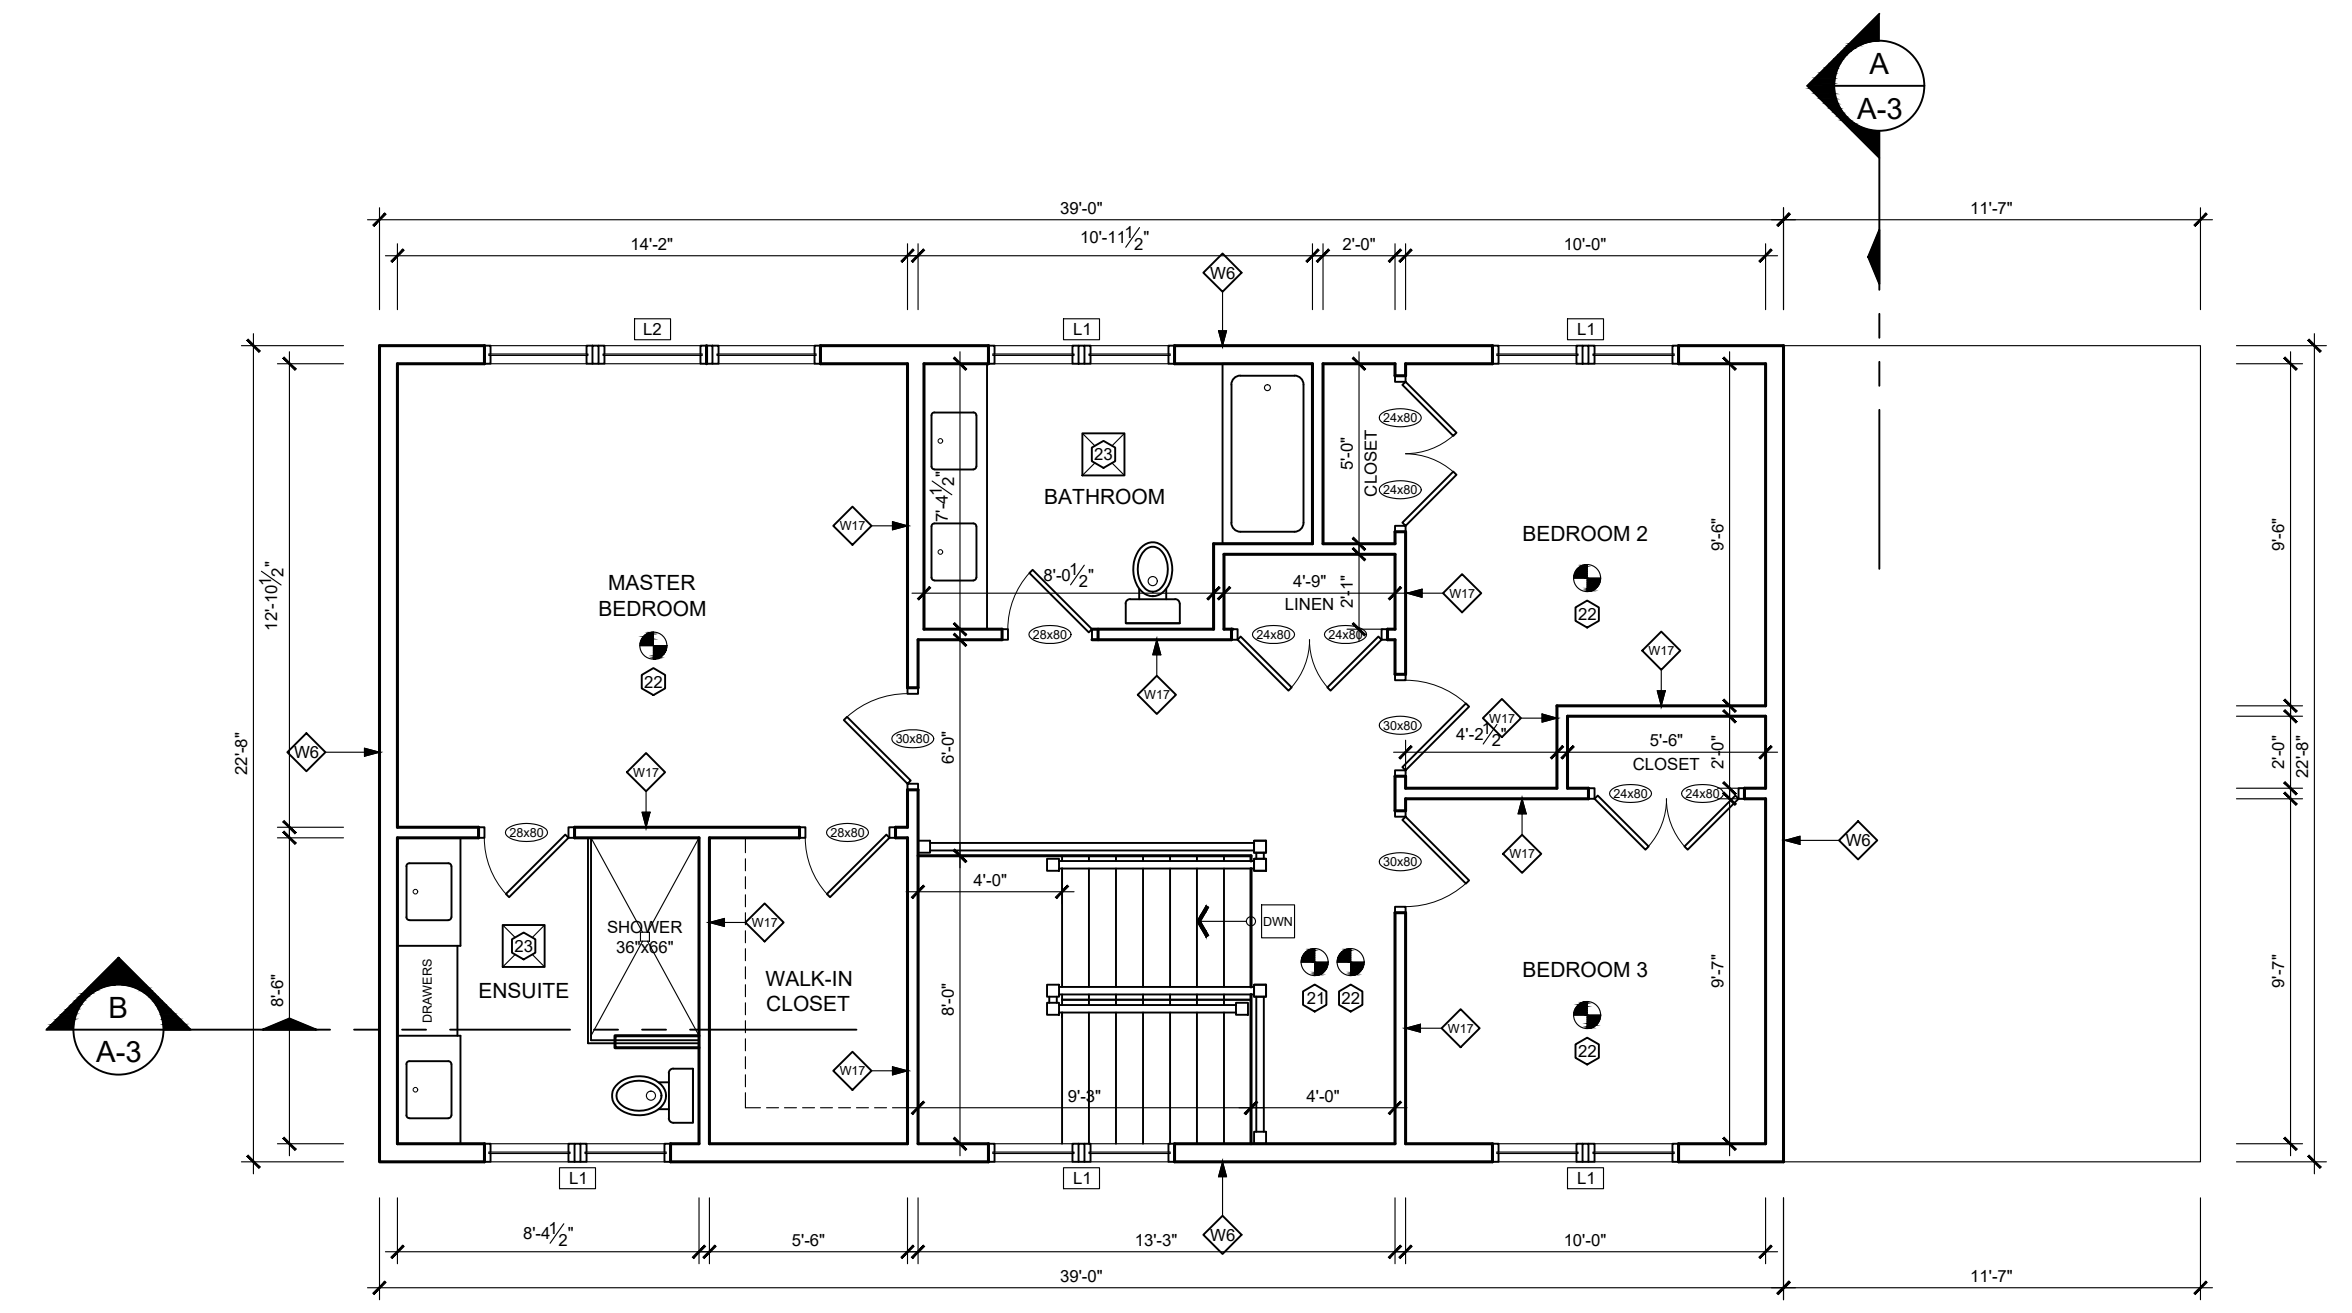 A
A-3
39'-0"
11'-7"
14'-2"
10'-11½"
2'-0"
10'-0"
W6
L2
L1
L1
24x80
23
CLOSET
5'-0"
7'-4½"
24x80
BATHROOM
W17
BEDROOM 2
9'-6"
9'-6"
12'-10½"
MASTER
BEDROOM
8'-0½"
4'-9"
LINEN
2'-1"
W17
22
28x80
24x80
24x80
W17
22
W17
W17
30x80
6'-0"
30x80
4'-2½"
5'-6"
CLOSET
2'-0"
2'-0"
22'-8"
22'-8"
W6
W17
24x80
24x80
28x80
28x80
W17
W6
30x80
4'-0"
SHOWER
36"x66"
W17
DWN
23
ENSUITE
DRAWERS
WALK-IN
CLOSET
8'-6"
8'-0"
21
22
BEDROOM 3
9'-7"
9'-7"
B
A-3
W17
22
W17
9'-3"
4'-0"
L1
L1
L1
8'-4½"
5'-6"
13'-3"
W6
10'-0"
39'-0"
11'-7"